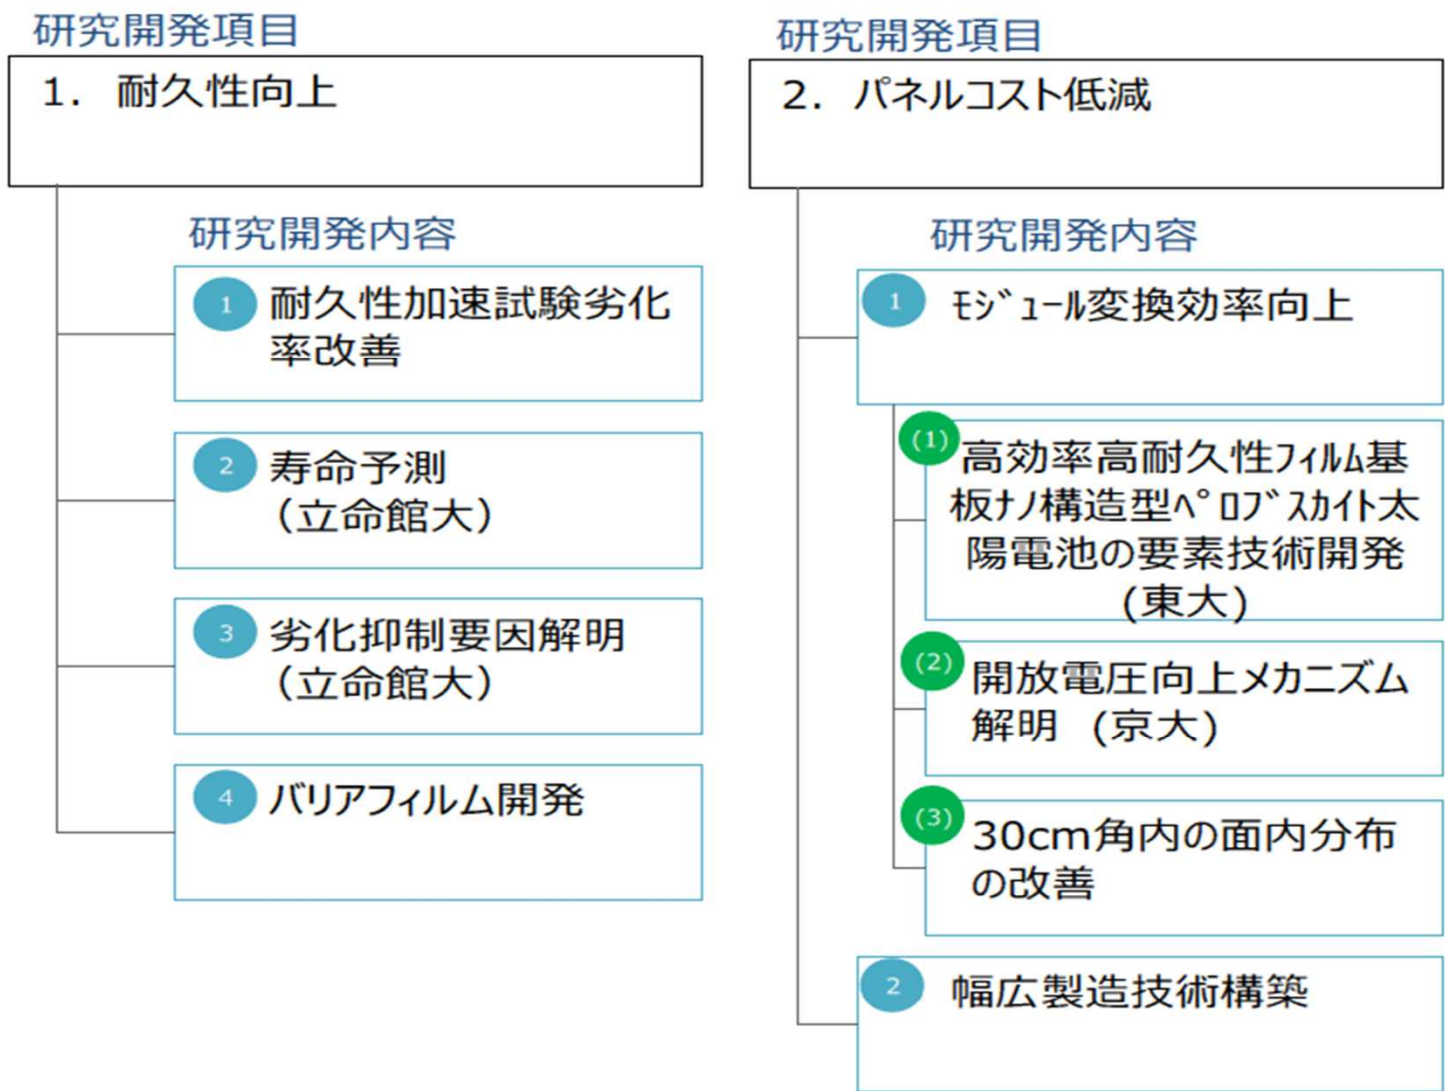 研究開発項目
1. 耐久性向上
研究開発内容
1 耐久性加速試験劣化
率改善
2 寿命予測
（立命館大）
3 劣化抑制要因解明
（立命館大）
4 バリアフィルム開発
研究開発項目
2. パネルコスト低減
研究開発内容
1 ﾓｼﾞｭｰﾙ変換効率向上
(1) 高効率高耐久性ﾌｨﾙﾑ基
板ﾅﾉ構造型ﾍﾟﾛﾌﾞｽｶｲﾄ太
陽電池の要素技術開発
(東大)
(2) 開放電圧向上メカニズム
解明 (京大)
(3) 30cm角内の面内分布
の改善
2 幅広製造技術構築